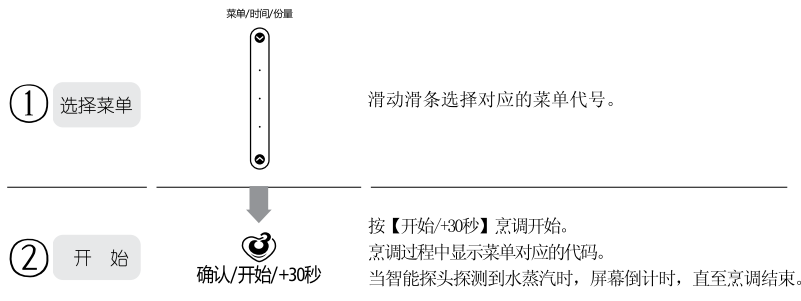 菜单/时间/份量
① 选择菜单
滑动滑条选择对应的菜单代号。
② 开 始
确认/开始/+30秒
按【开始/+30秒】烹调开始。
烹调过程中显示菜单对应的代码。
当智能探头探测到水蒸汽时，屏幕倒计时，直至烹调结束。